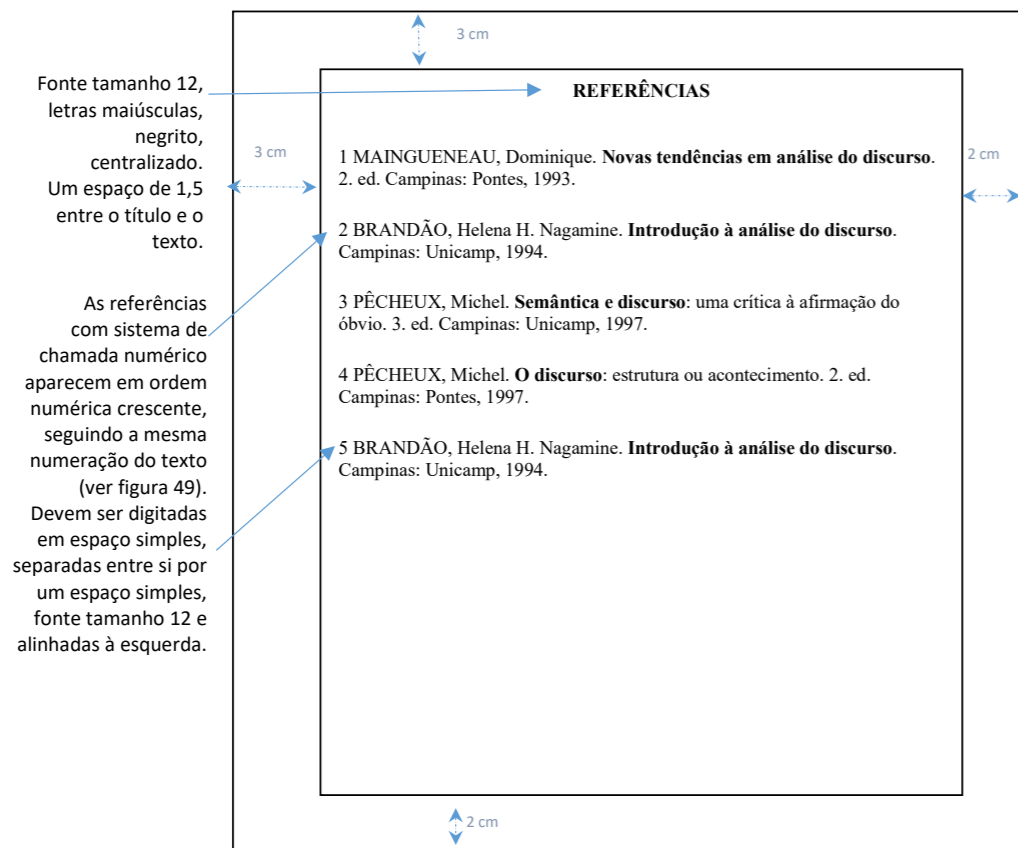 3 cm
Fonte tamanho 12,
letras maiúsculas,
negrito,
centralizado.
Um espaço de 1,5
entre o título e o
texto.
3 cm
REFERÊNCIAS
2 cm
1 MAINGUENEAU, Dominique. Novas tendências em análise do discurso.
2. ed. Campinas: Pontes, 1993.
2 BRANDÃO, Helena H. Nagamine. Introdução à análise do discurso.
Campinas: Unicamp, 1994.
3 PÊCHEUX, Michel. Semântica e discurso: uma crítica à afirmação do
óbvio. 3. ed. Campinas: Unicamp, 1997.
4 PÊCHEUX, Michel. O discurso: estrutura ou acontecimento. 2. ed.
Campinas: Pontes, 1997.
5 BRANDÃO, Helena H. Nagamine. Introdução à análise do discurso.
Campinas: Unicamp, 1994.
As referências
com sistema de
chamada numérico
aparecem em ordem
numérica crescente,
seguindo a mesma
numeração do texto
(ver figura 49).
Devem ser digitadas
em espaço simples,
separadas entre si por
um espaço simples,
fonte tamanho 12 e
alinhadas à esquerda.
2 cm